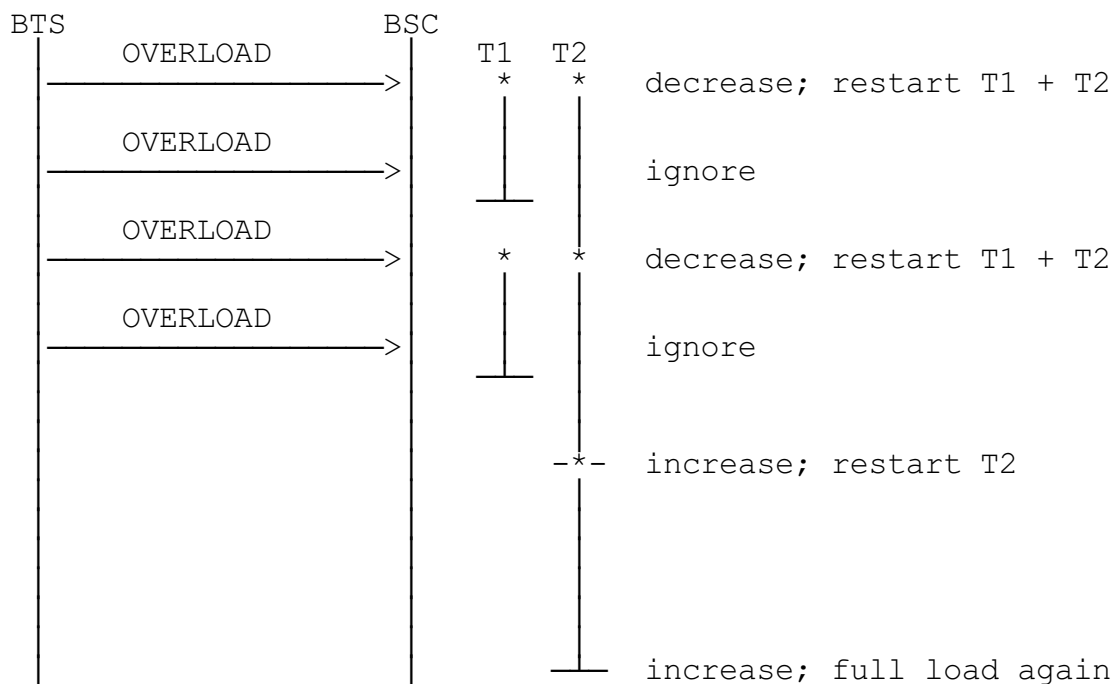 BTS BSC
OVERLOAD T1 T2
* * decrease; restart T1 + T2
OVERLOAD
ignore
OVERLOAD
* * decrease; restart T1 + T2
OVERLOAD
ignore
-*- increase; restart T2
increase; full load again